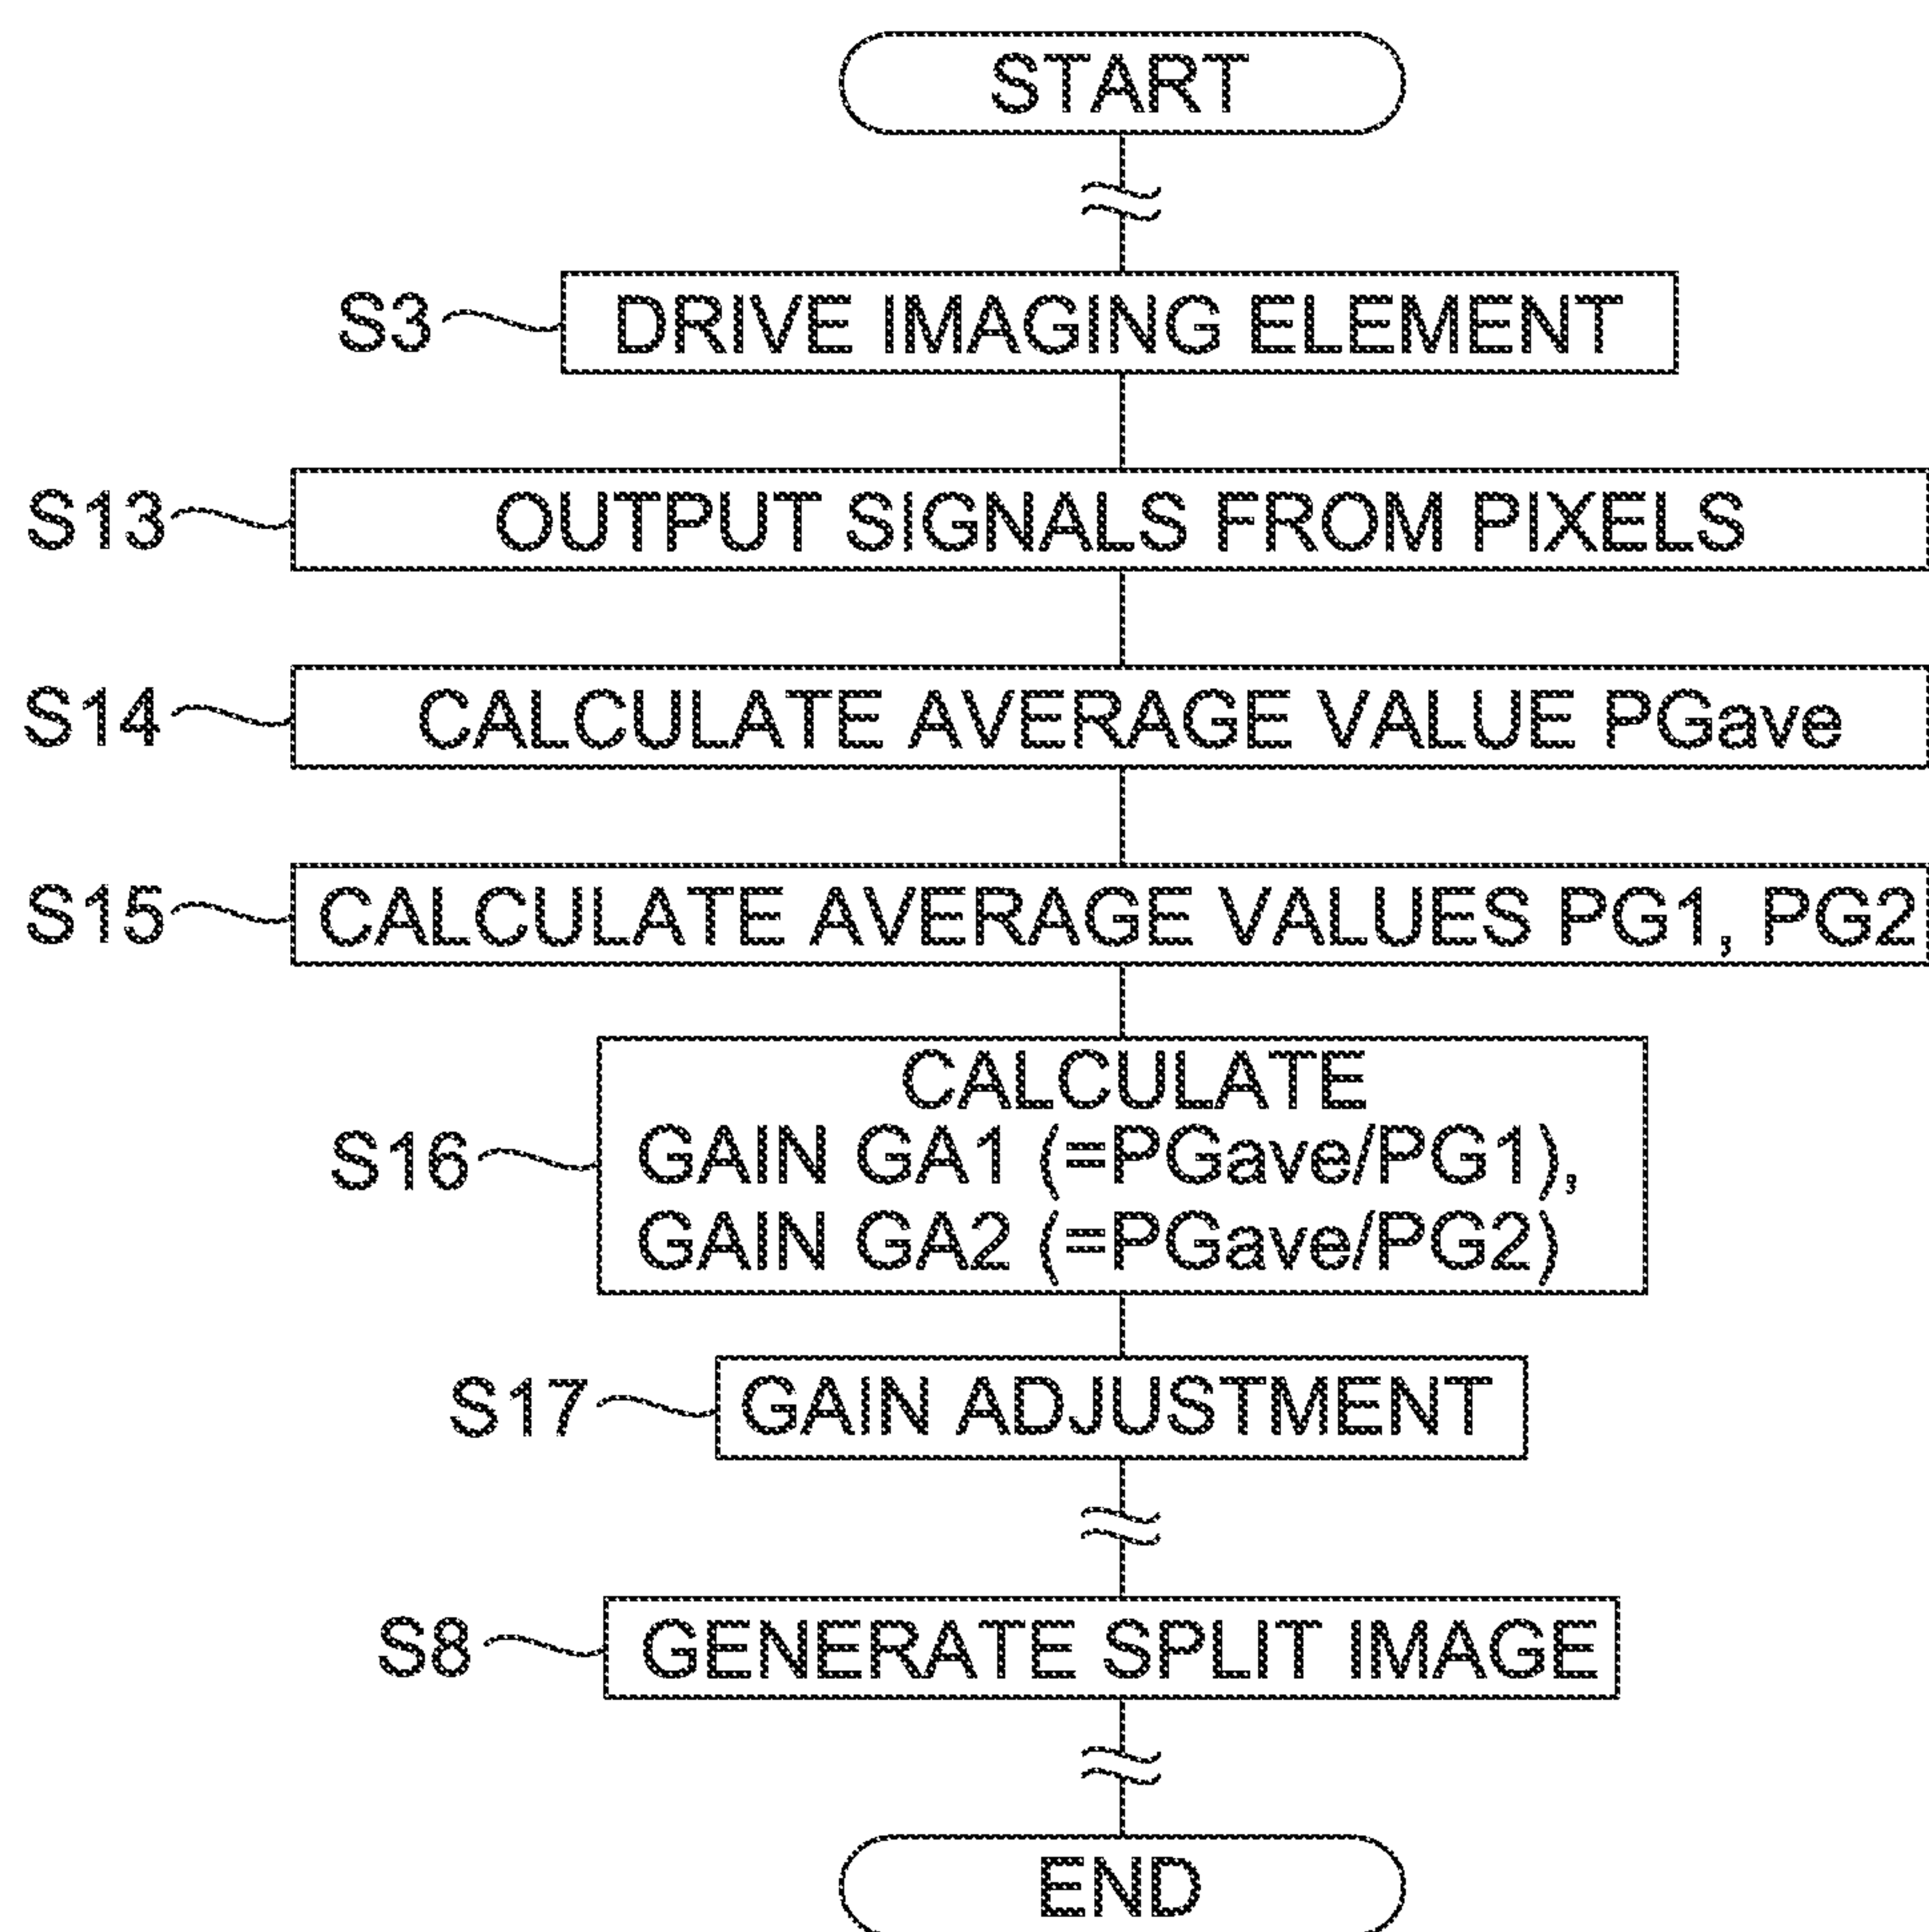 START
S3 DRIVE IMAGING ELEMENT
S13 OUTPUT SIGNALS FROM PIXELS
S14 CALCULATE AVERAGE VALUE PGave
S15 CALCULATE AVERAGE VALUES PG1, PG2
CALCULATE
S16 GAIN GA1 (=PGave/PG1),
GAIN GA2 (=PGave/PG2)
S17 GAIN ADJUSTMENT
S8 GENERATE SPLIT IMAGE
END